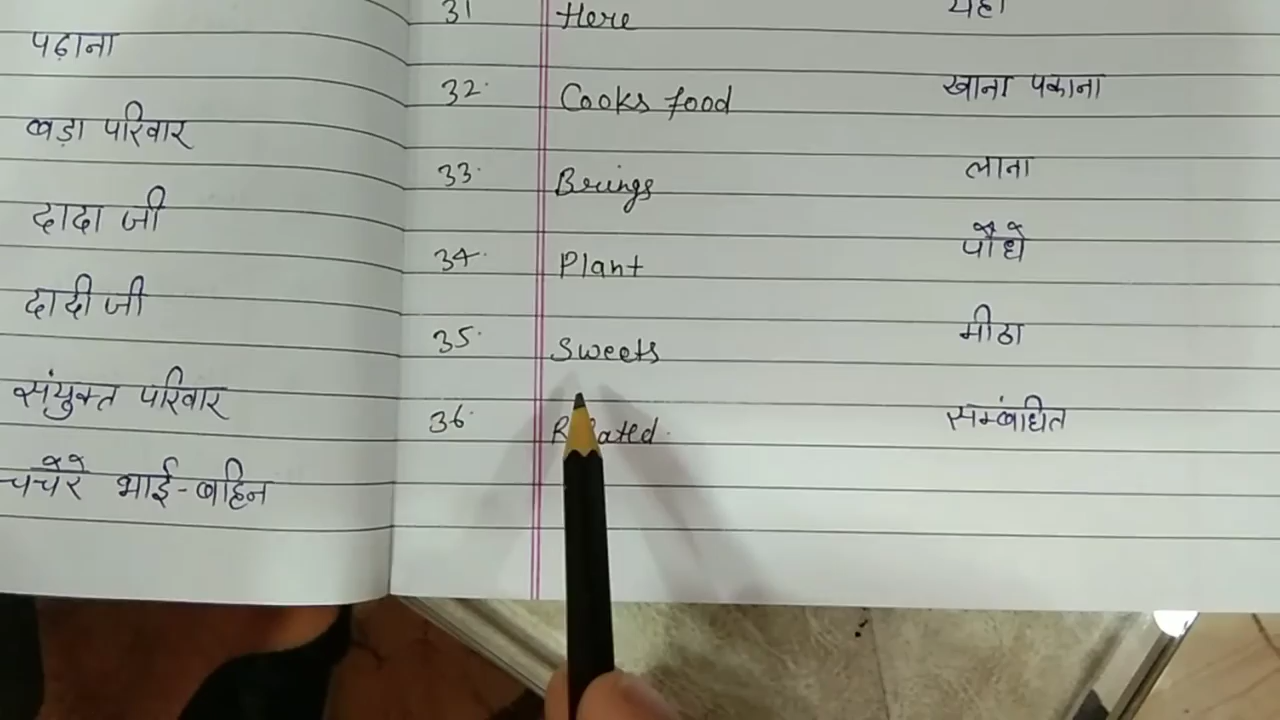 पढ़ाना
बड़ा परिवार
दादा जी
दादी जी
संयुक्त परिवार
चचेरे भाई-बहिन
31 Here यहाँ
32. Cooks food खाना पकाना
33. Brings लाना
34. Plant पौधे
35. Sweets मीठा
36. Related. सम्बंधित